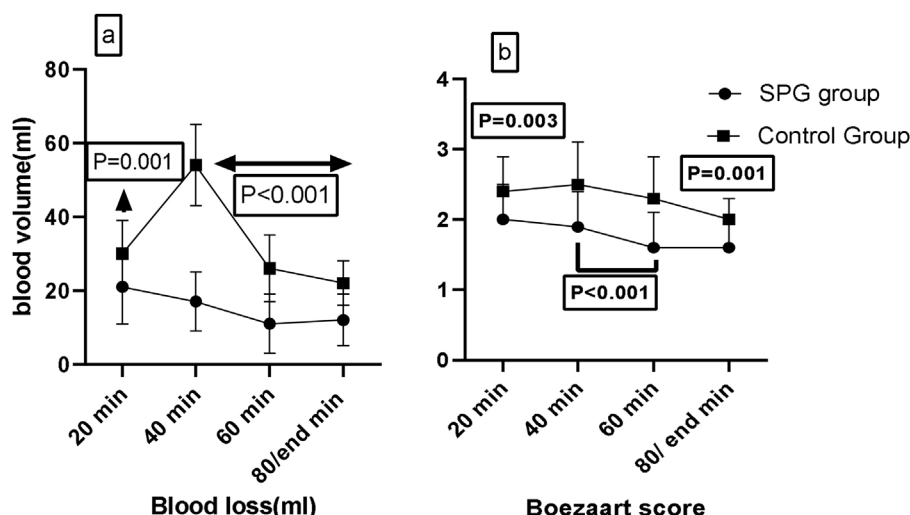 a
80
60
40
20
0
blood volume(ml)
P=0.001
P<0.001
20 min
40 min
60 min
80/end min
Blood loss(ml)
b
4
3
2
1
0
P=0.003
P=0.001
P<0.001
SPG group
Control Group
20 min
40 min
60 min
80/ end min
Boezaart score